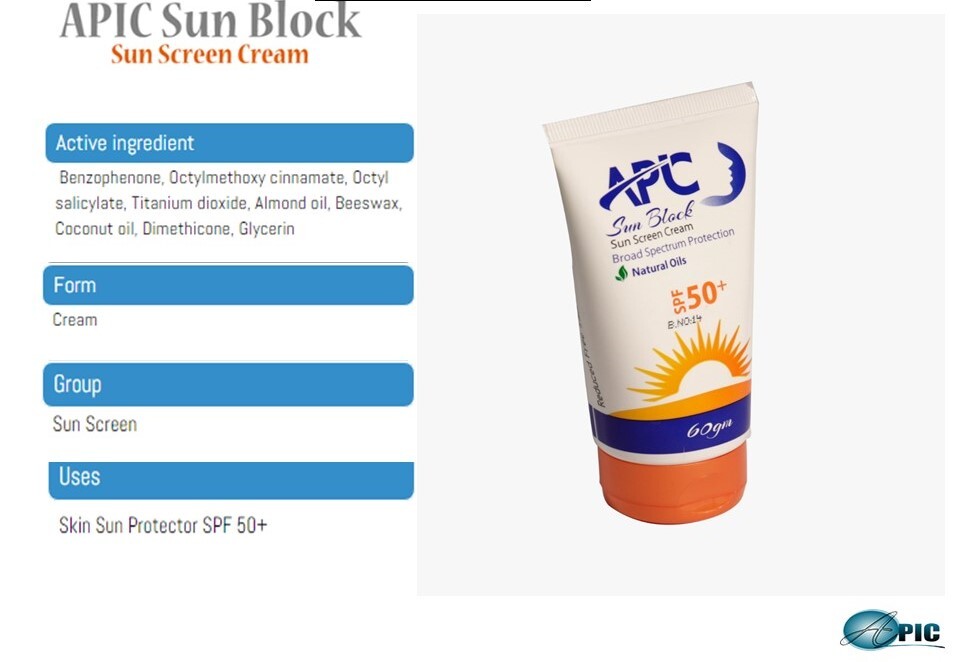 APIC Sun Block
Sun Screen Cream
Active ingredient
Benzophenone, Octylmethoxy cinnamate, Octyl
salicylate, Titanium dioxide, Almond oil, Beeswax,
Coconut oil, Dimethicone, Glycerin
Form
Cream
Group
Sun Screen
Uses
Skin Sun Protector SPF 50+
APIC
Sun Block
Sun Screen Cream
Broad Spectrum Protection
Natural Oils
SPF 50+
B.NO:14
Reduced
60gm
APIC